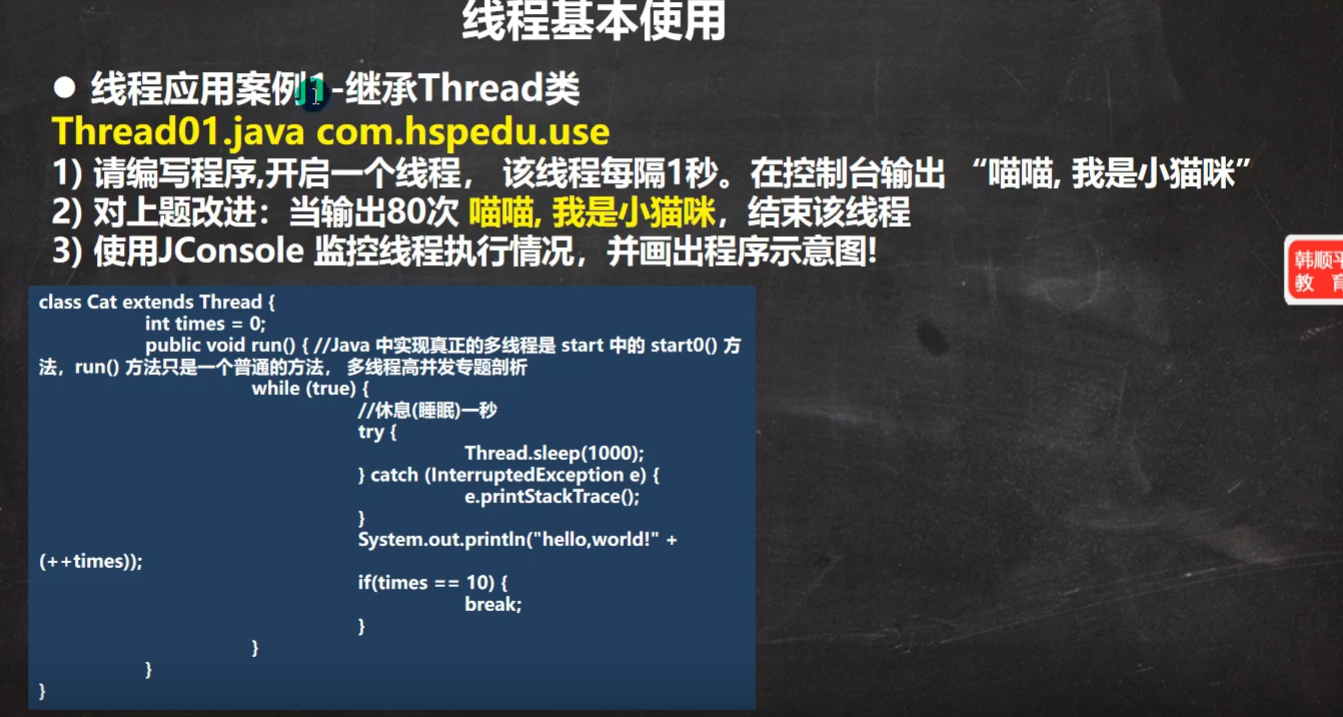 线程基本使用
● 线程应用案例1-继承Thread类
Thread01.java com.hspedu.use
1) 请编写程序,开启一个线程， 该线程每隔1秒。在控制台输出 “喵喵, 我是小猫咪”
2) 对上题改进：当输出80次 喵喵, 我是小猫咪，结束该线程
3) 使用JConsole 监控线程执行情况，并画出程序示意图!
韩顺平
教 育
class Cat extends Thread {
int times = 0;
public void run() { //Java 中实现真正的多线程是 start 中的 start0() 方
法，run() 方法只是一个普通的方法， 多线程高并发专题剖析
while (true) {
//休息(睡眠)一秒
try {
Thread.sleep(1000);
} catch (InterruptedException e) {
e.printStackTrace();
}
System.out.println("hello,world!" +
(++times));
if(times == 10) {
break;
}
}
}
}